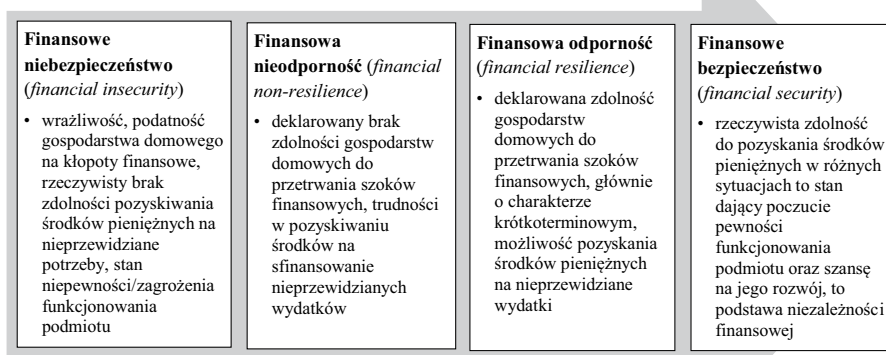 Finansowe
niebezpieczeństwo
(financial insecurity)
• wrażliwość, podatność
gospodarstwa domowego
na kłopoty finansowe,
rzeczywisty brak
zdolności pozyskiwania
środków pieniężnych na
nieprzewidziane
potrzeby, stan
niepewności/zagrożenia
funkcjonowania
podmiotu
Finansowa
nieodporność (financial
non-resilience)
• deklarowany brak
zdolności gospodarstw
domowych do
przetrwania szoków
finansowych, trudności
w pozyskiwaniu
środków na
sfinansowanie
nieprzewidzianych
wydatków
Finansowa odporność
(financial resilience)
• deklarowana zdolność
gospodarstw
domowych do
przetrwania szoków
finansowych, głównie
o charakterze
krótkoterminowym,
możliwość pozyskania
środków pieniężnych
na nieprzewidziane
wydatki
Finansowe
bezpieczeństwo
(financial security)
• rzeczywista zdolność
do pozyskania środków
pieniężnych w różnych
sytuacjach to stan
dający poczucie
pewności
funkcjonowania
podmiotu oraz szansę
na jego rozwój, to
podstawa niezależności
finansowej